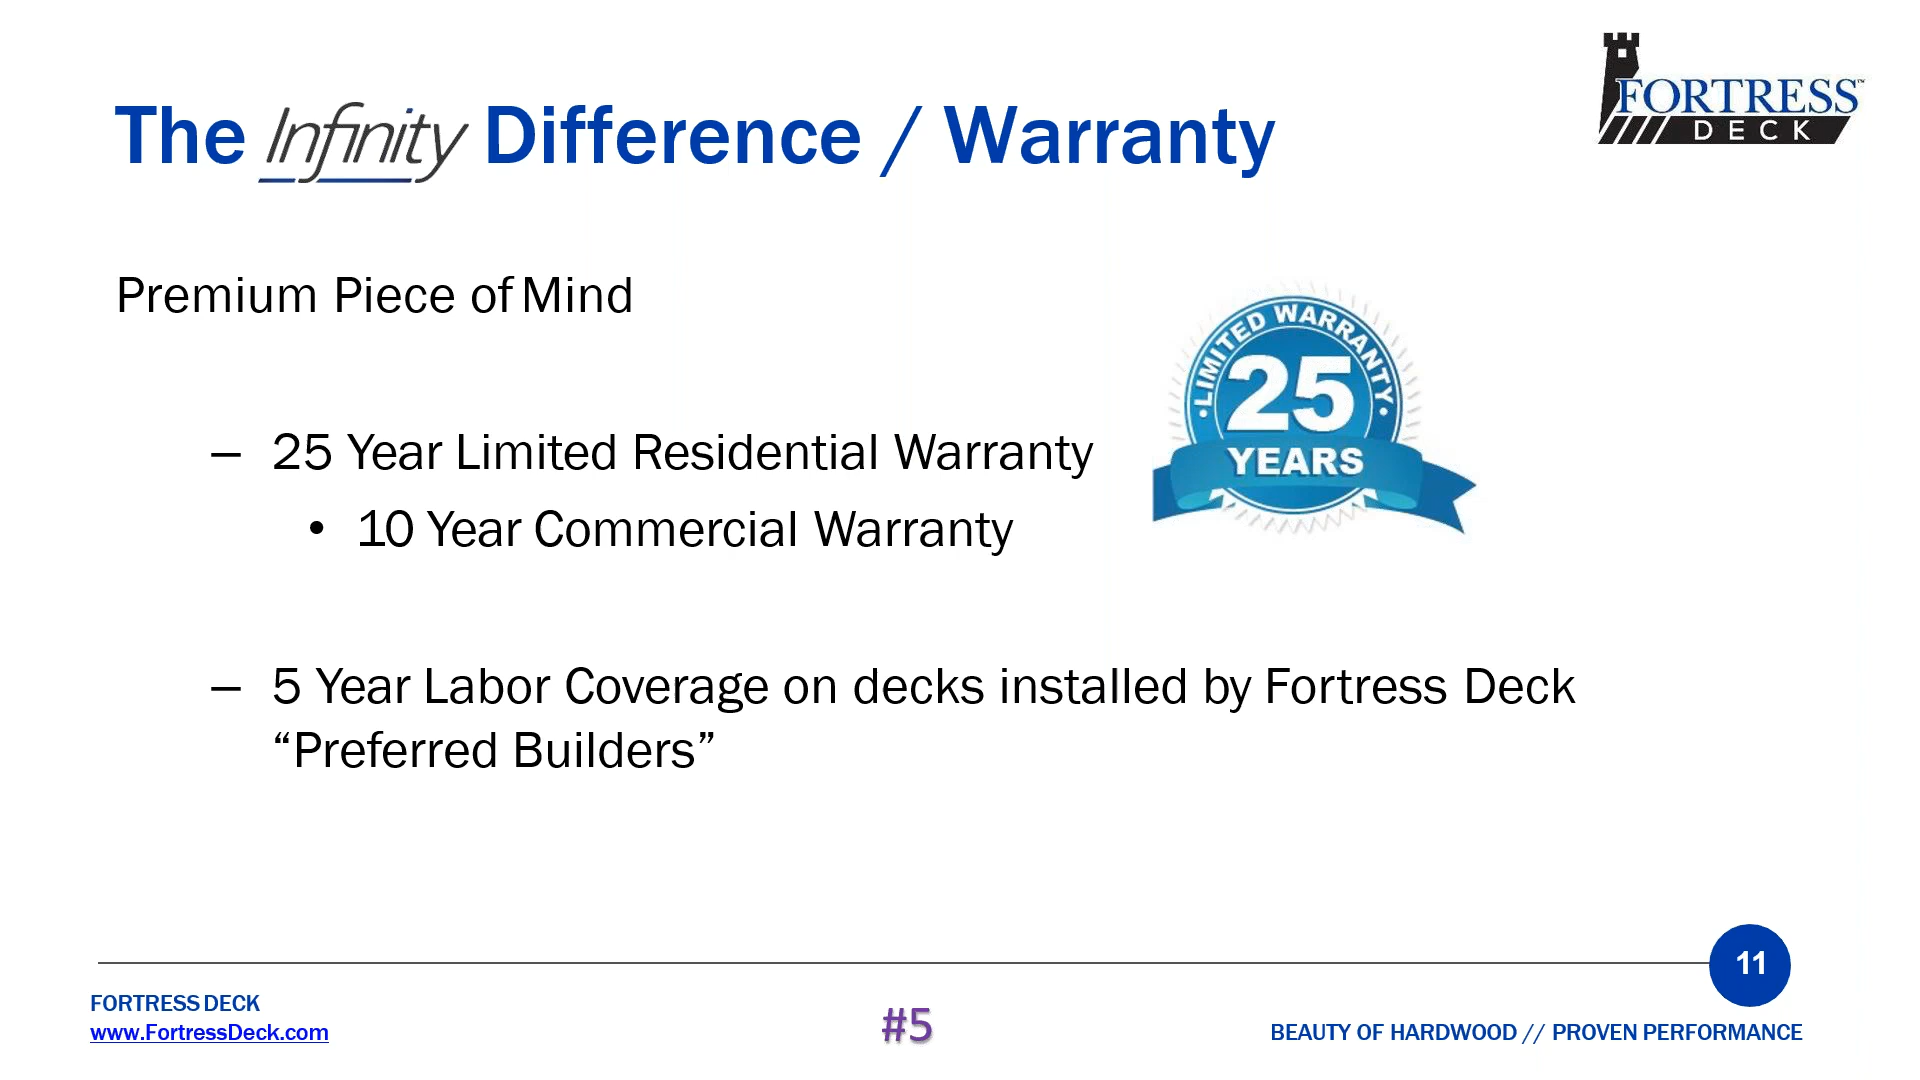 The Infinity Difference / Warranty
FORTRESS™
DECK
Premium Piece of Mind
· LIMITED WARRANTY ·
25
YEARS
– 25 Year Limited Residential Warranty
• 10 Year Commercial Warranty
– 5 Year Labor Coverage on decks installed by Fortress Deck
“Preferred Builders”
11
FORTRESS DECK
www.FortressDeck.com
#5
BEAUTY OF HARDWOOD // PROVEN PERFORMANCE